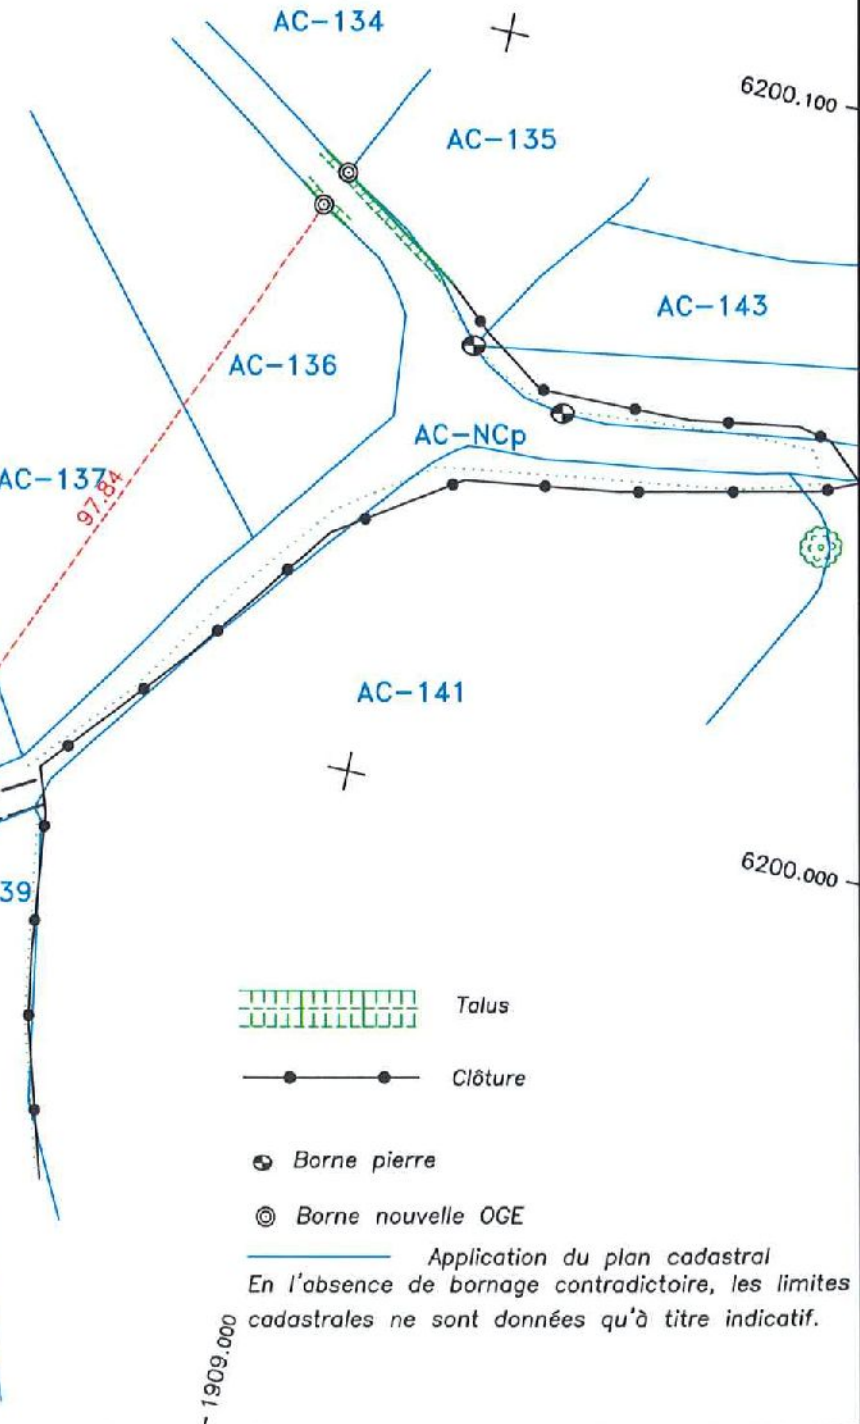 AC-134
6200.100
AC-135
AC-143
AC-136
AC-NCp
AC-137
97.84
AC-141
6200.000
39
Talus
Clôture
Borne pierre
Borne nouvelle OGE
Application du plan cadastral
En l'absence de bornage contradictoire, les limites
cadastrales ne sont données qu'à titre indicatif.
1909.000